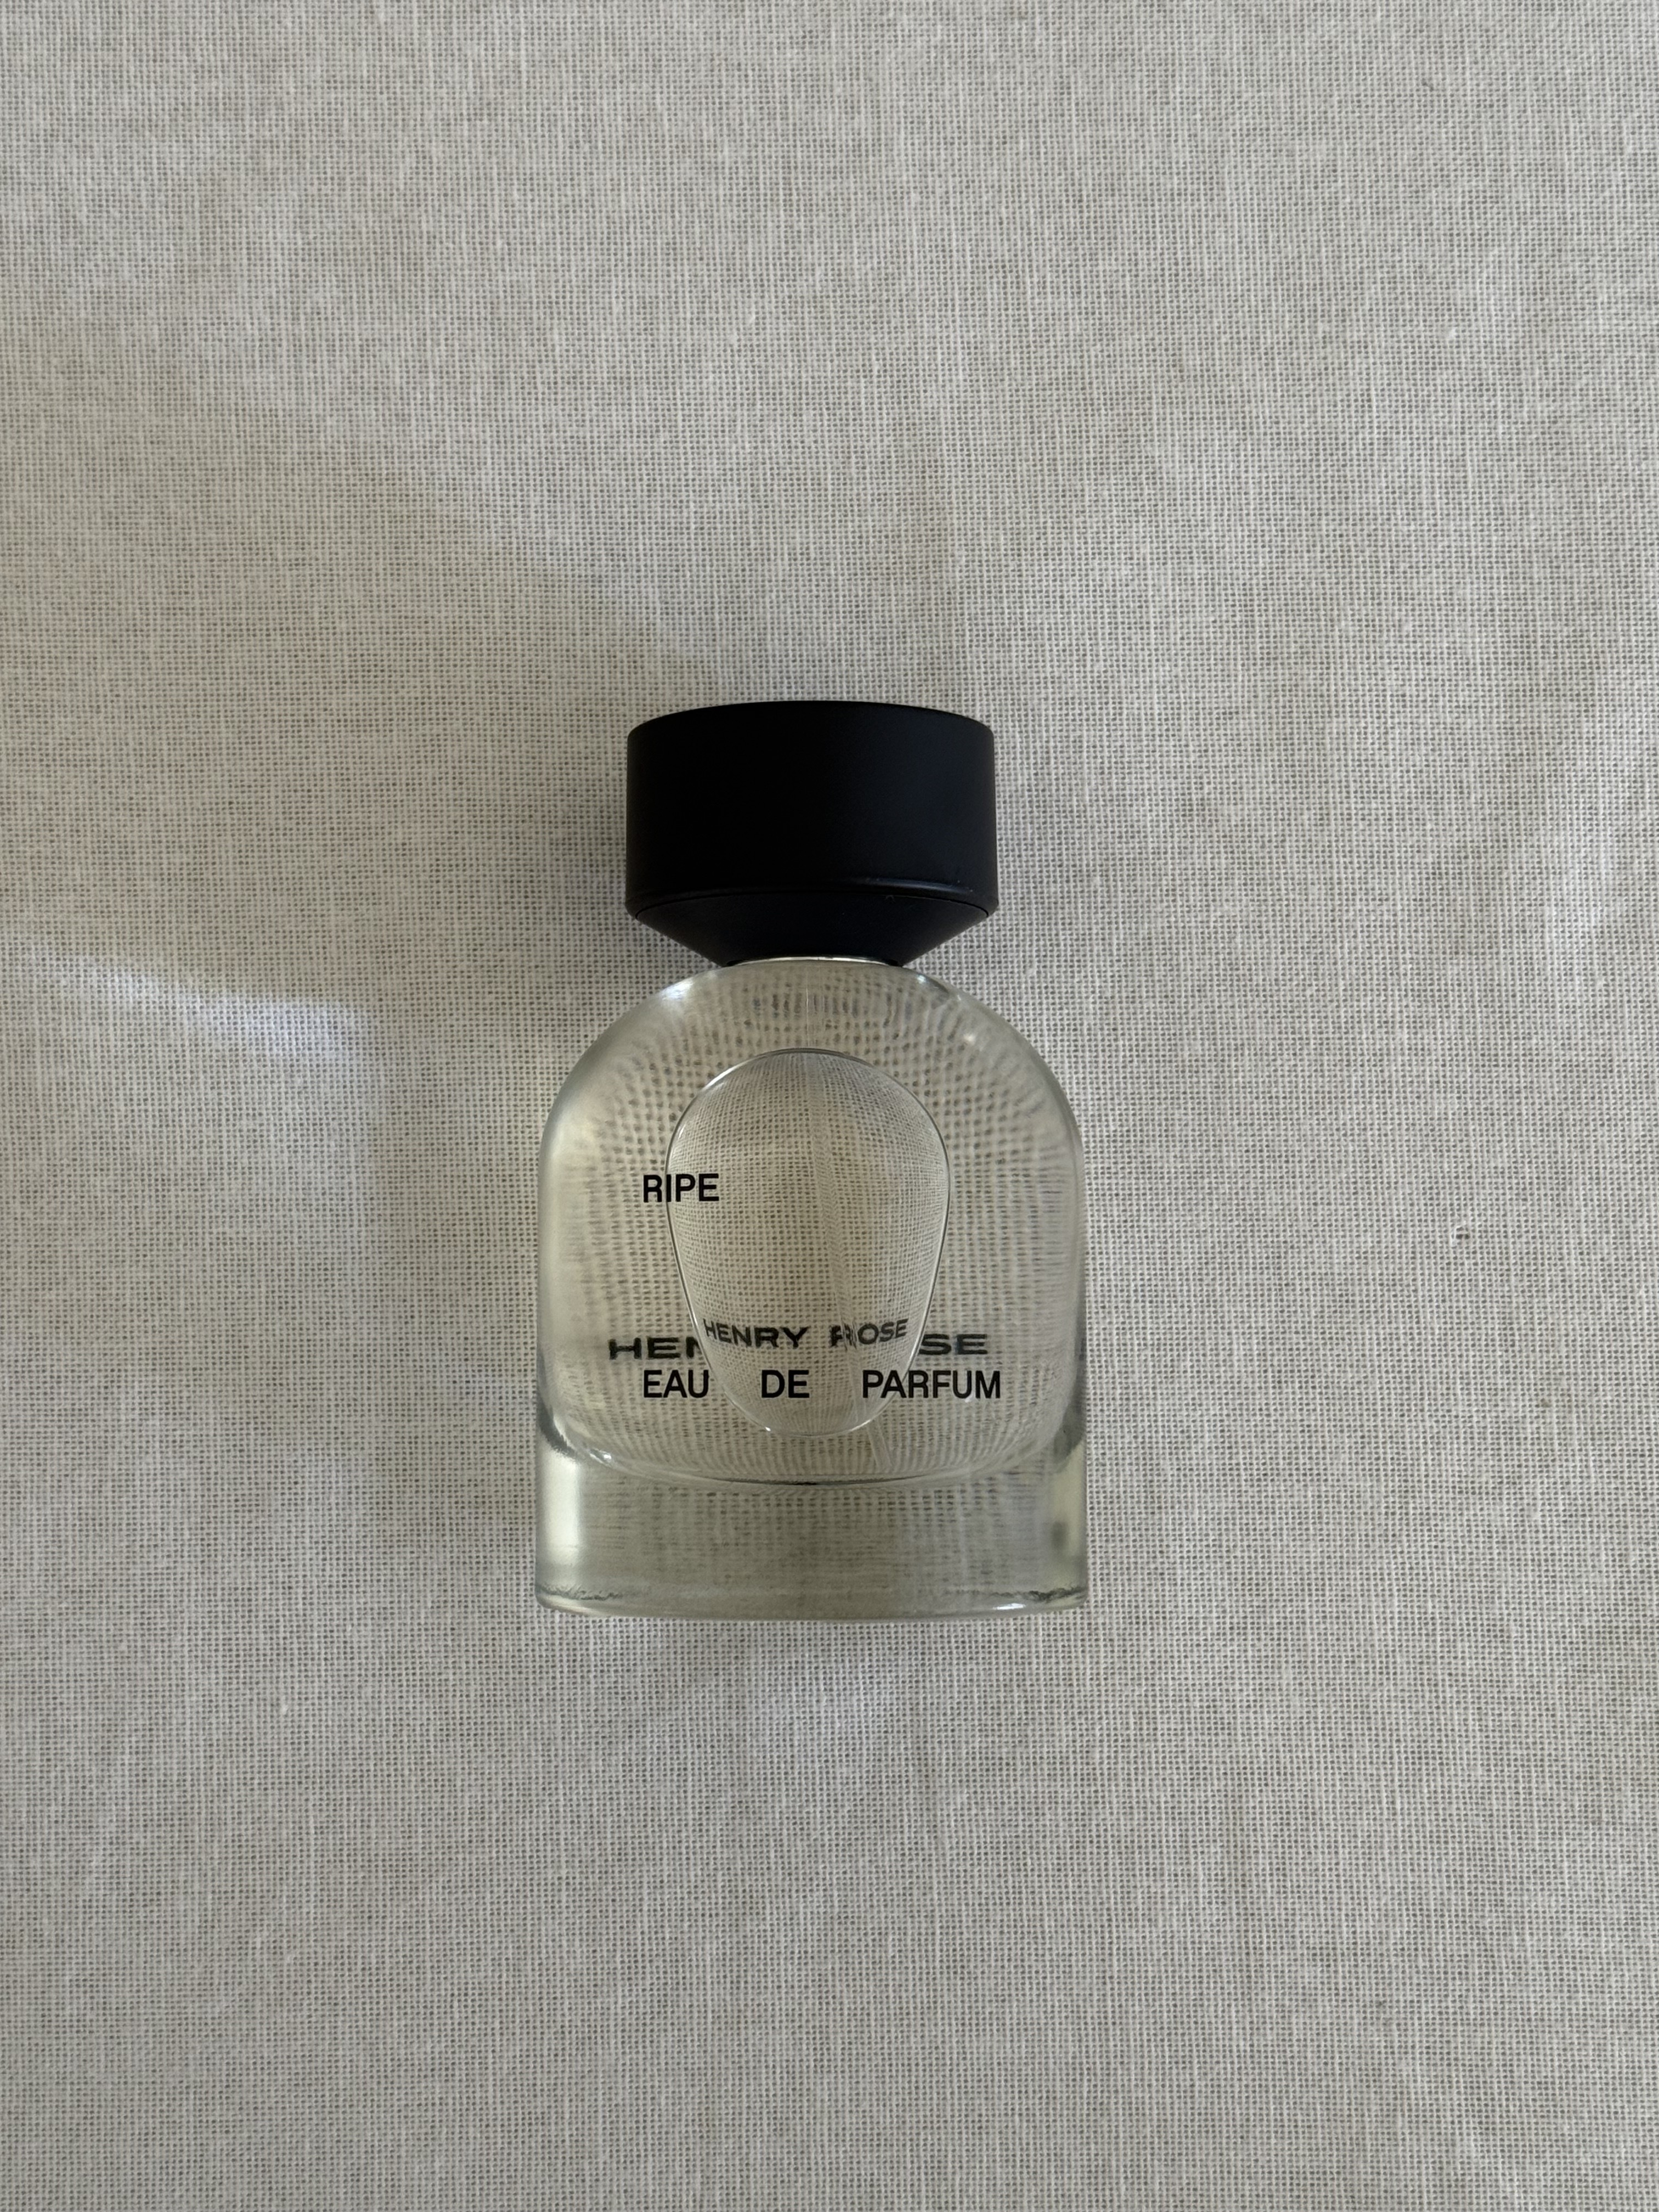 RIPE
HENRY ROSE
EAU DE PARFUM